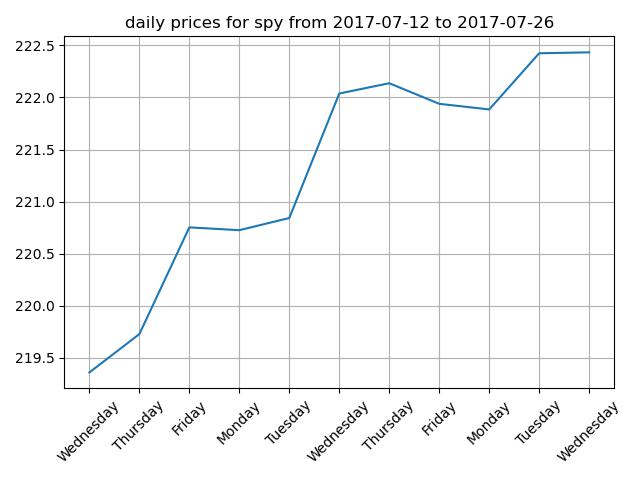 daily prices for spy from 2017-07-12 to 2017-07-26
222.5
222.0
221.5
221.0
220.5
220.0
219.5
Wednesday
Thursday
Friday
Monday
Tuesday
Wednesday
Thursday
Friday
Monday
Tuesday
Wednesday